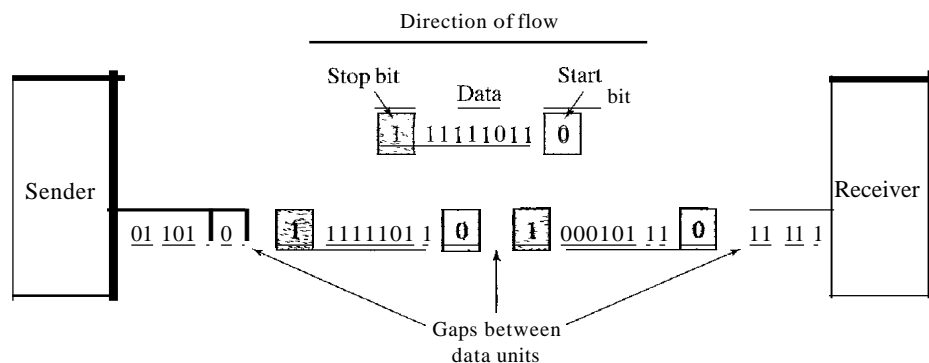 Direction of flow
Stop bit Data Start bit
1 11111011 0
Sender Receiver
01 101 0 1 1111101 1 0 1 000101 11 0 11 11 1
Gaps between
data units